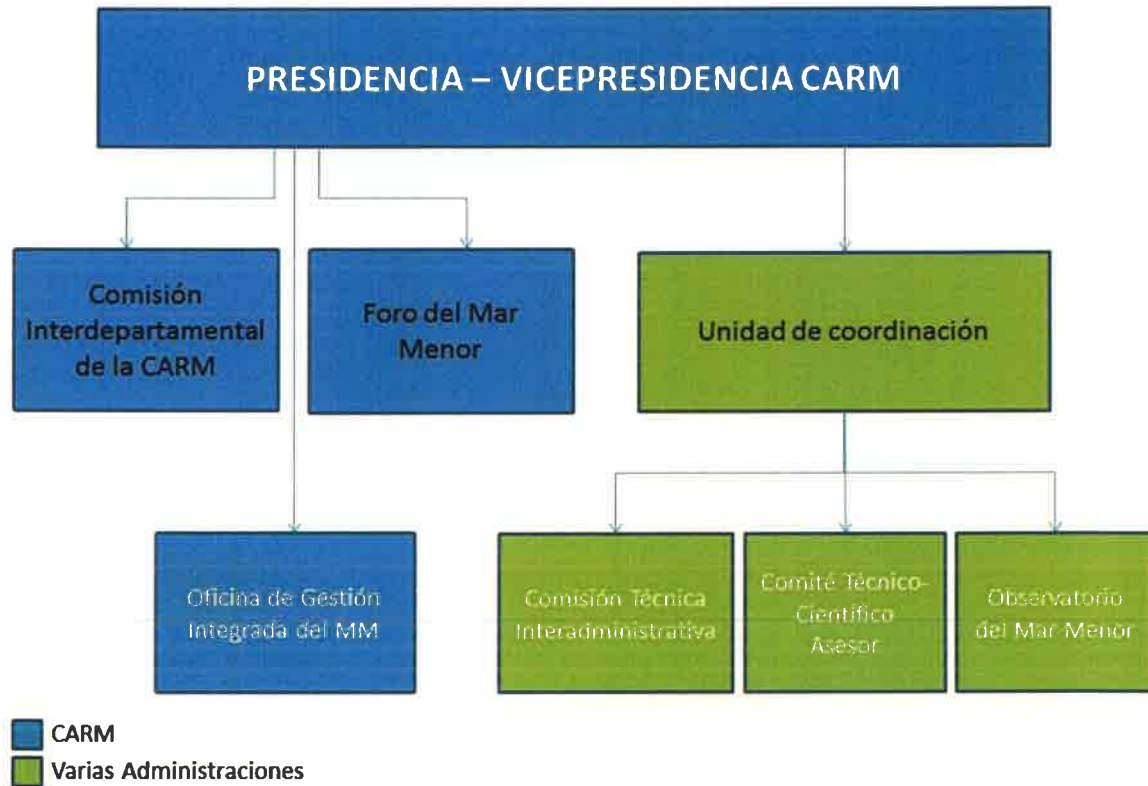 PRESIDENCIA – VICEPRESIDENCIA CARM
Comisión
Interdepartamental
de la CARM
Foro del Mar
Menor
Unidad de coordinación
Oficina de Gestión
Integrada del MM
Comisión Técnica
Interadministrativa
Comité Técnico-
Científico
Asesor
Observatorio
del Mar Menor
CARM
Varias Administraciones